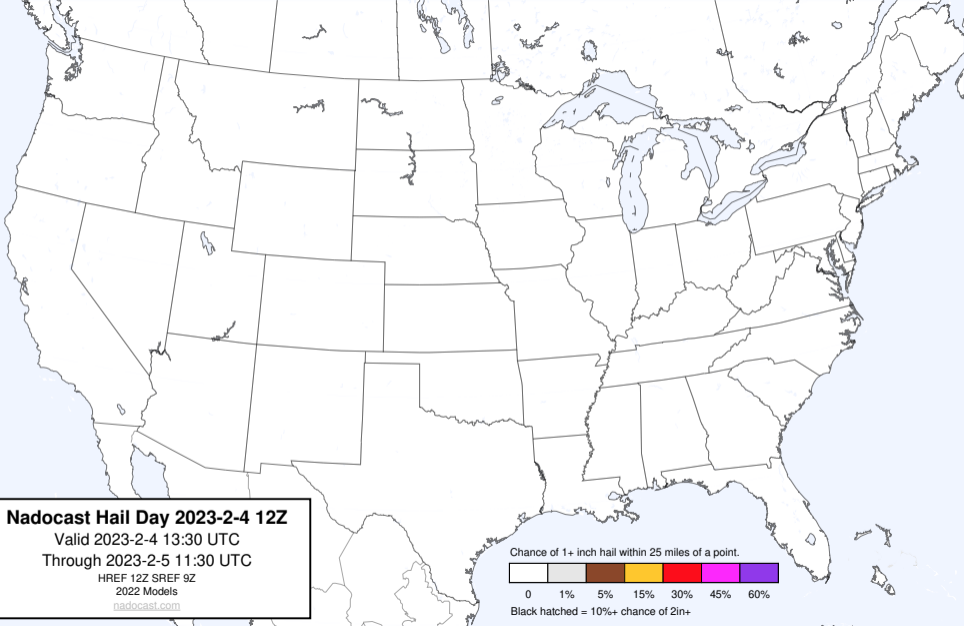 Nadocast Hail Day 2023-2-4 12Z
Valid 2023-2-4 13:30 UTC
Through 2023-2-5 11:30 UTC
HREF 12Z SREF 9Z
2022 Models
nadocast.com
Chance of 1+ inch hail within 25 miles of a point.
0 1% 5% 15% 30% 45% 60%
Black hatched = 10%+ chance of 2in+